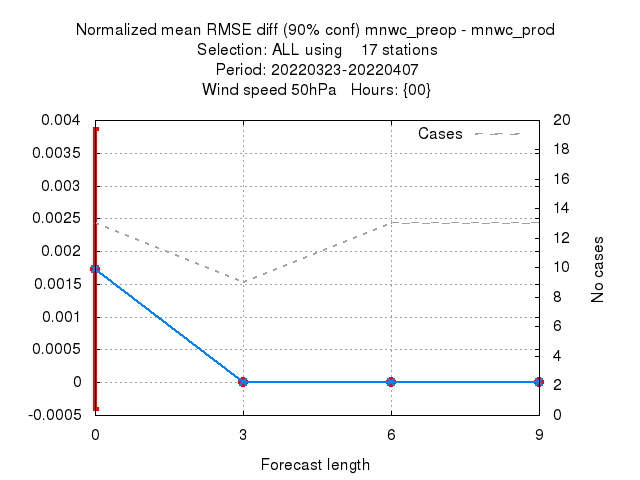 Normalized mean RMSE diff (90% conf) mnwc_preop - mnwc_prod
Selection: ALL using 17 stations
Period: 20220323-20220407
Wind speed 50hPa Hours: {00}
Cases
0.004
0.0035
0.003
0.0025
0.002
0.0015
0.001
0.0005
0
-0.0005
20
18
16
14
12
10
8
6
4
2
0
No cases
0 3 6 9
Forecast length